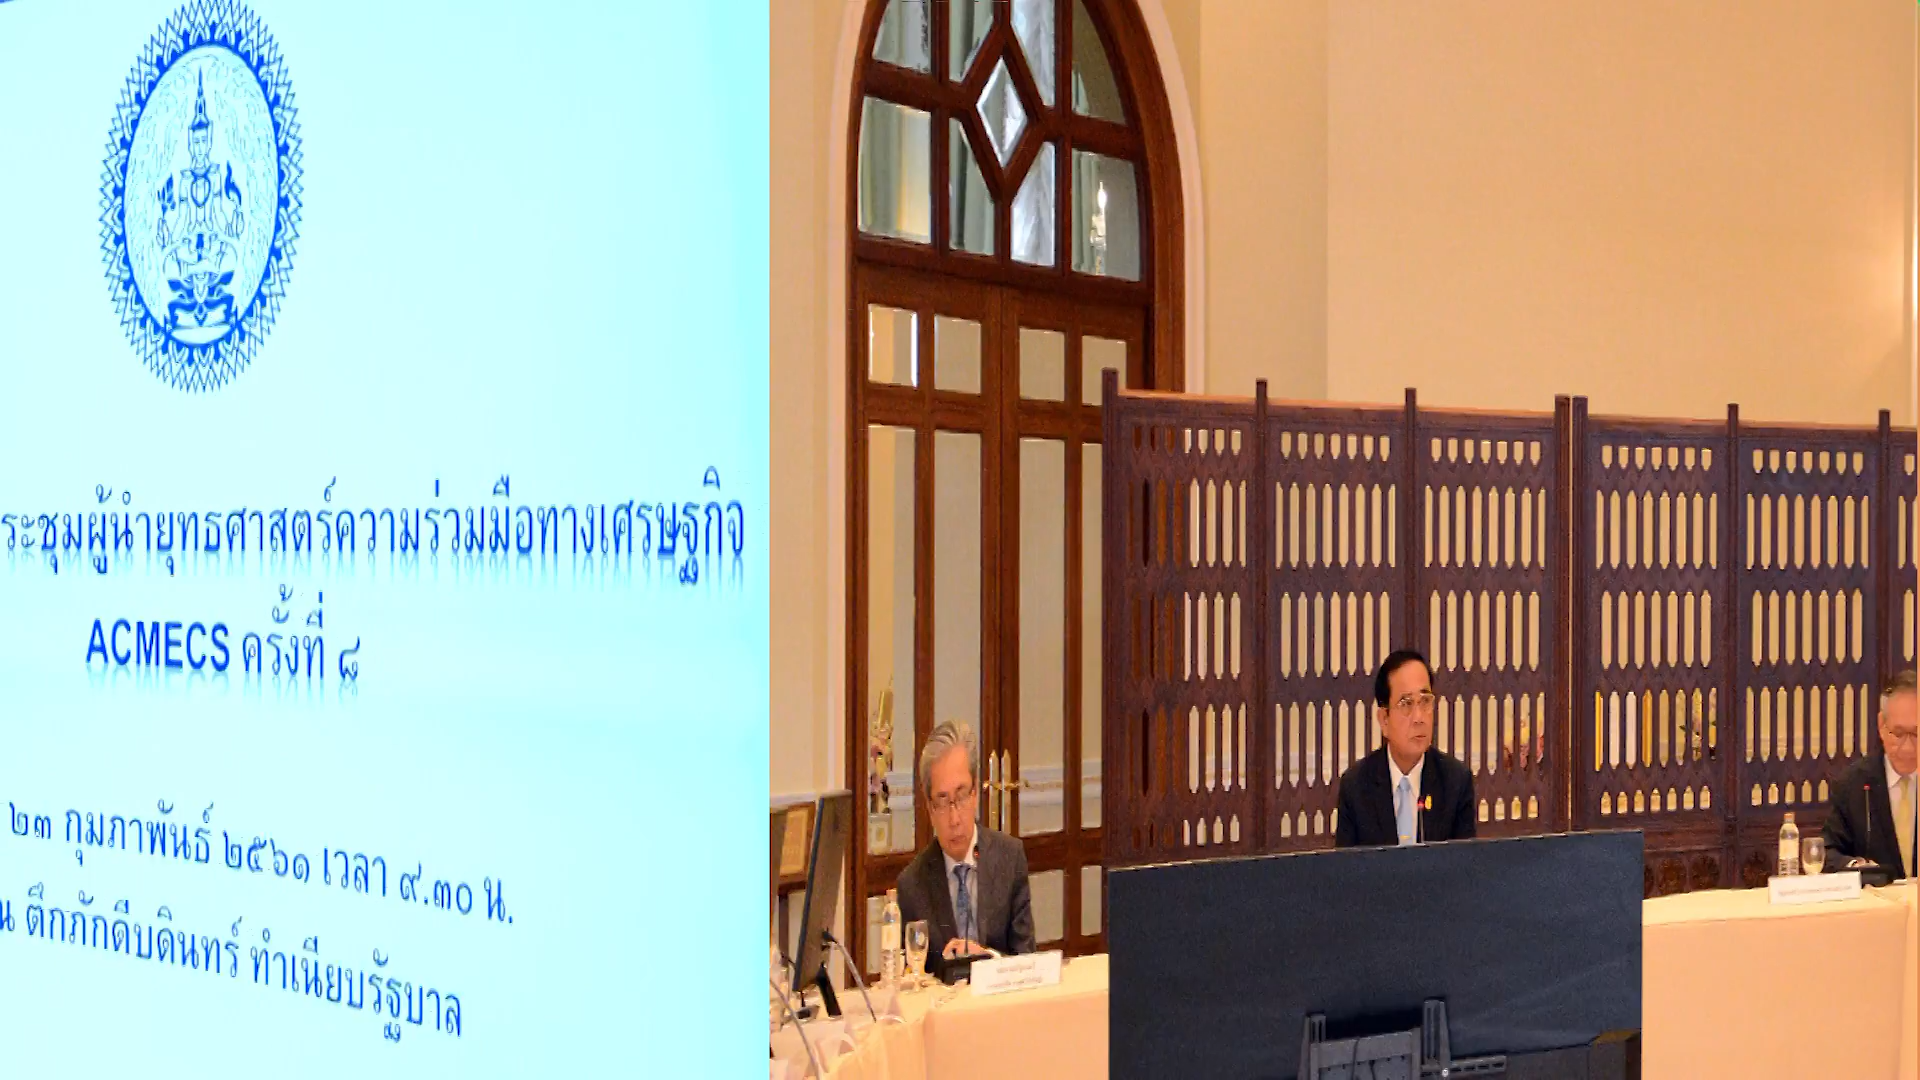 ระชุมผู้นำยุทธศาสตร์ความร่วมมือทางเศรษฐกิจ
ACMECS ครั้งที่ ๘
๒๓ กุมภาพันธ์ ๒๕๖๑ เวลา ๙.๓๐ น.
ณ ตึกภักดีบดินทร์ ทำเนียบรัฐบาล